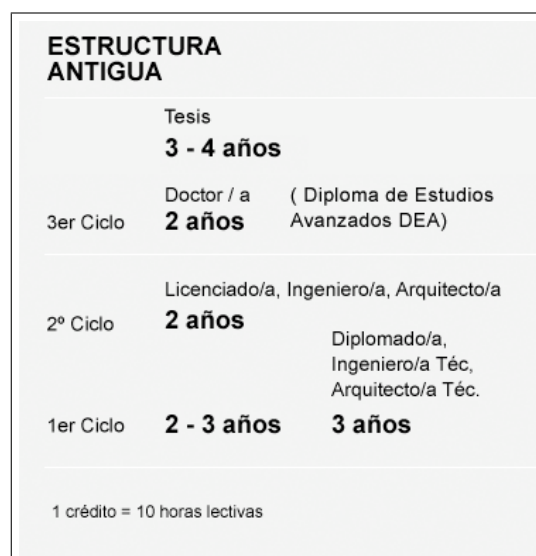 ESTRUCTURA
ANTIGUA
Tesis
3 - 4 años
Doctor / a ( Diploma de Estudios
3er Ciclo 2 años Avanzados DEA)
Licenciado/a, Ingeniero/a, Arquitecto/a
2º Ciclo 2 años
Diplomado/a,
Ingeniero/a Téc,
Arquitecto/a Téc.
1er Ciclo 2 - 3 años 3 años
1 crédito = 10 horas lectivas